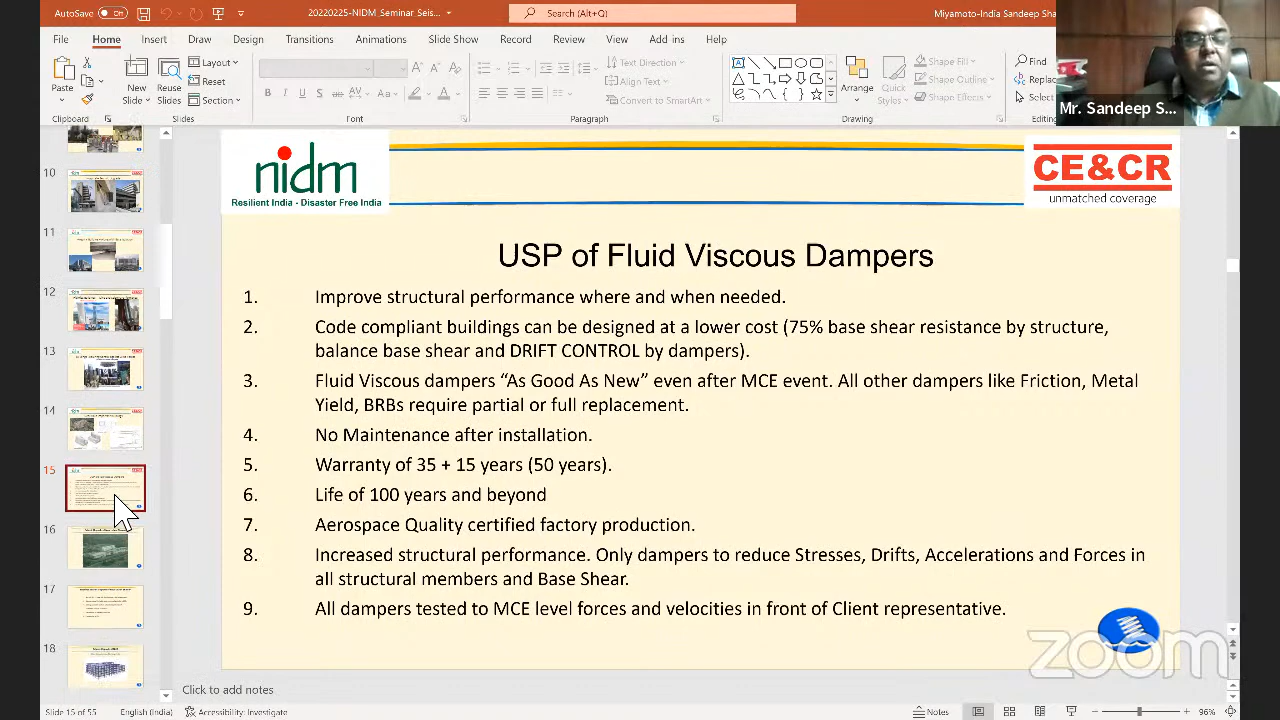 AutoSave Off 20220225-NIDM_Seminar_Seis... Search (Alt+Q) Miyamoto-India Sandeep Sha
File Home Insert Draw Design Transitions Animations Slide Show Record Review View Add ins Help
Paste New Slide Reuse Slides Layout Reset Section
Text Direction Align Text Convert to SmartArt
Arrange Quick Styles Shape Fill Shape Outline Shape Effects
Find Replac Select
Clipboard Slides Font Paragraph Drawing Editing
Mr. Sandeep S...
10
11
12
13
14
15
16
17
18
nidm
Resilient India - Disaster Free India
CE&CR
unmatched coverage
USP of Fluid Viscous Dampers
1. Improve structural performance where and when needed.
2. Code compliant buildings can be designed at a lower cost (75% base shear resistance by structure,
balance base shear and DRIFT CONTROL by dampers).
3. Fluid Viscous dampers “As Good As New” even after MCE event. All other dampers like Friction, Metal
Yield, BRBs require partial or full replacement.
4. No Maintenance after installation.
5. Warranty of 35 + 15 years (50 years).
6. Life of 100 years and beyond
7. Aerospace Quality certified factory production.
8. Increased structural performance. Only dampers to reduce Stresses, Drifts, Accelerations and Forces in
all structural members and Base Shear.
9. All dampers tested to MCE level forces and velocities in front of Client representative.
zoom
Click to add notes
Slide 15 of 55 English (India) Accessibility: Investigate Notes 96%